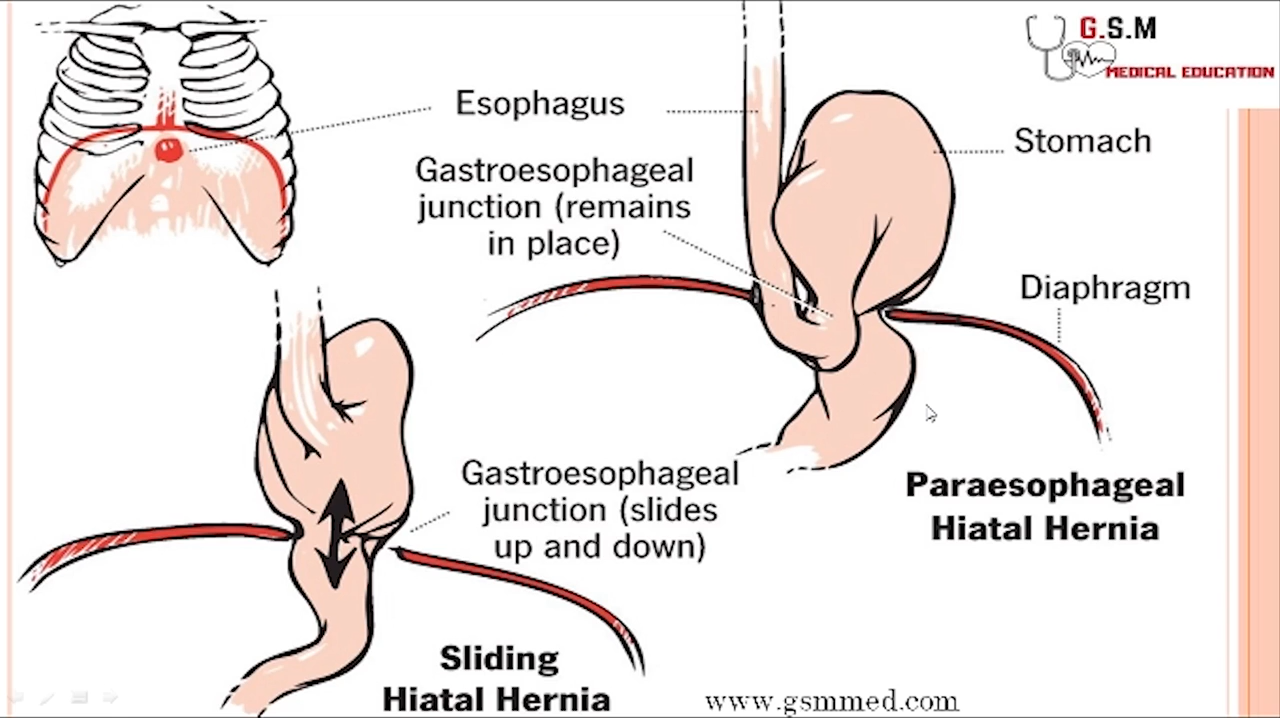 G.S.M
MEDICAL EDUCATION
Esophagus
Stomach
Gastroesophageal
junction (remains
in place)
Diaphragm
Gastroesophageal
junction (slides
up and down)
Paraesophageal
Hiatal Hernia
Sliding
Hiatal Hernia
www.gsmmed.com